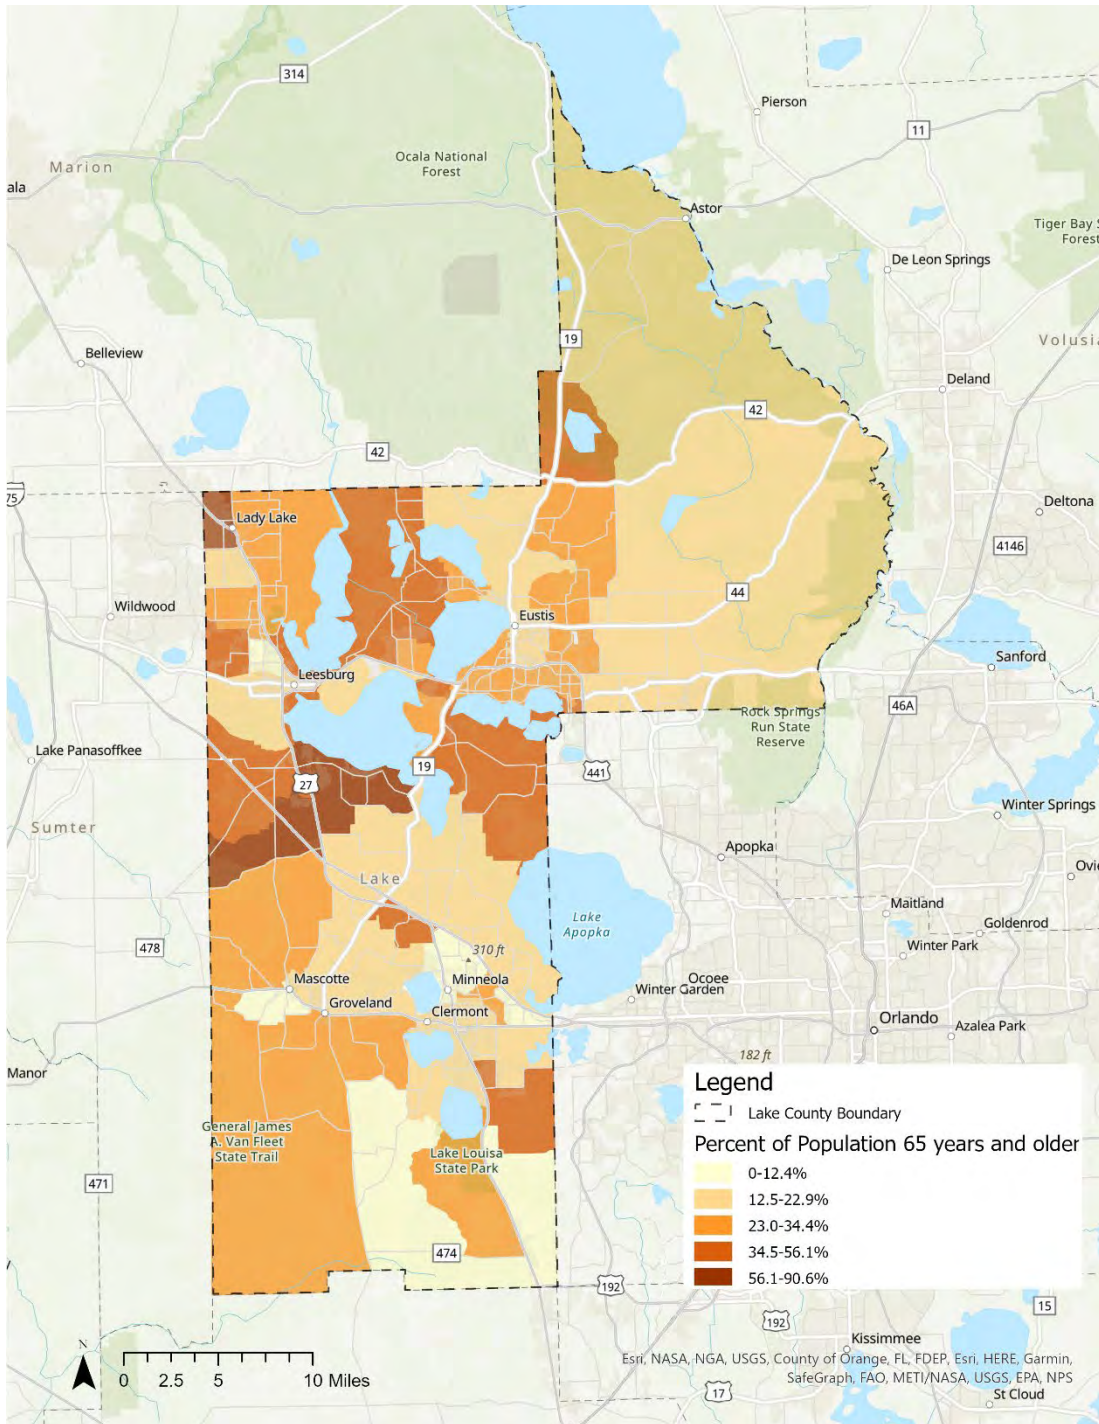 314
Pierson
11
Marion
Ocala National
Forest
ala
Astor
Tiger Bay S
Forest
De Leon Springs
19
Volusia
Belleview
Deland
42
42
75
Lady Lake
Deltona
4146
44
Wildwood
Eustis
Sanford
Leesburg
46A
Rock Springs
Run State
Reserve
Lake Panasoffkee
19
441
27
Winter Springs
Sumter
Apopka
Ovie
Lake
Maitland
Lake
Apopka
Goldenrod
478
310 ft
Winter Park
Mascotte
Minneola
Ocoee
Winter Garden
Groveland
Clermont
Orlando
Azalea Park
182 ft
Manor
Legend
Lake County Boundary
General James
A. Van Fleet
State Trail
Percent of Population 65 years and older
Lake Louisa
State Park
0-12.4%
471
12.5-22.9%
23.0-34.4%
474
34.5-56.1%
56.1-90.6%
192
15
192
N
Kissimmee
Esri, NASA, NGA, USGS, County of Orange, FL, FDEP, Esri, HERE, Garmin,
SafeGraph, FAO, METI/NASA, USGS, EPA, NPS
0 2.5 5 10 Miles
17
St Cloud